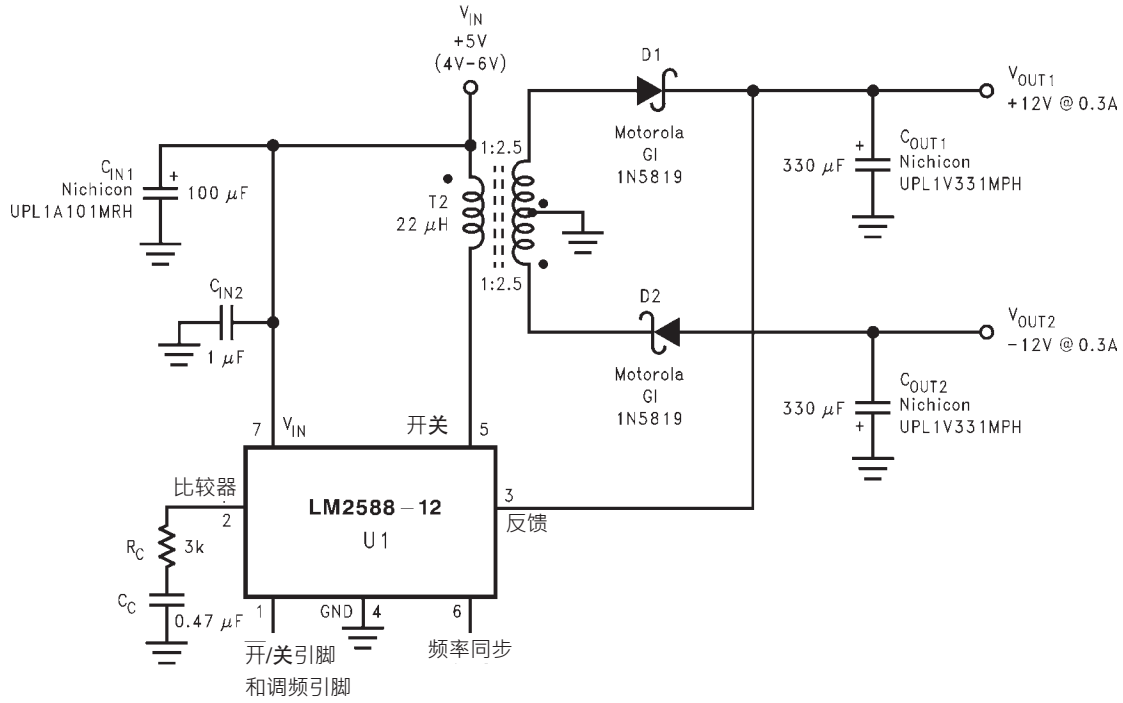 V_IN
+5V
(4V–6V)
D1
Motorola
GI
1N5819
V_OUT1
+12V @ 0.3A
C_IN1
Nichicon
UPL1A101MRH
+
100 μF
1:2.5
T2
22 μH
1:2.5
+
330 μF
C_OUT1
Nichicon
UPL1V331MPH
C_IN2
1 μF
D2
Motorola
GI
1N5819
V_OUT2
−12V @ 0.3A
330 μF
+
C_OUT2
Nichicon
UPL1V331MPH
7
V_IN
开关
5
比较器
2
LM2588－12
U1
3
反馈
R_C
3k
C_C
0.47 μF
1
GND
4
6
开/关引脚
和调频引脚
频率同步